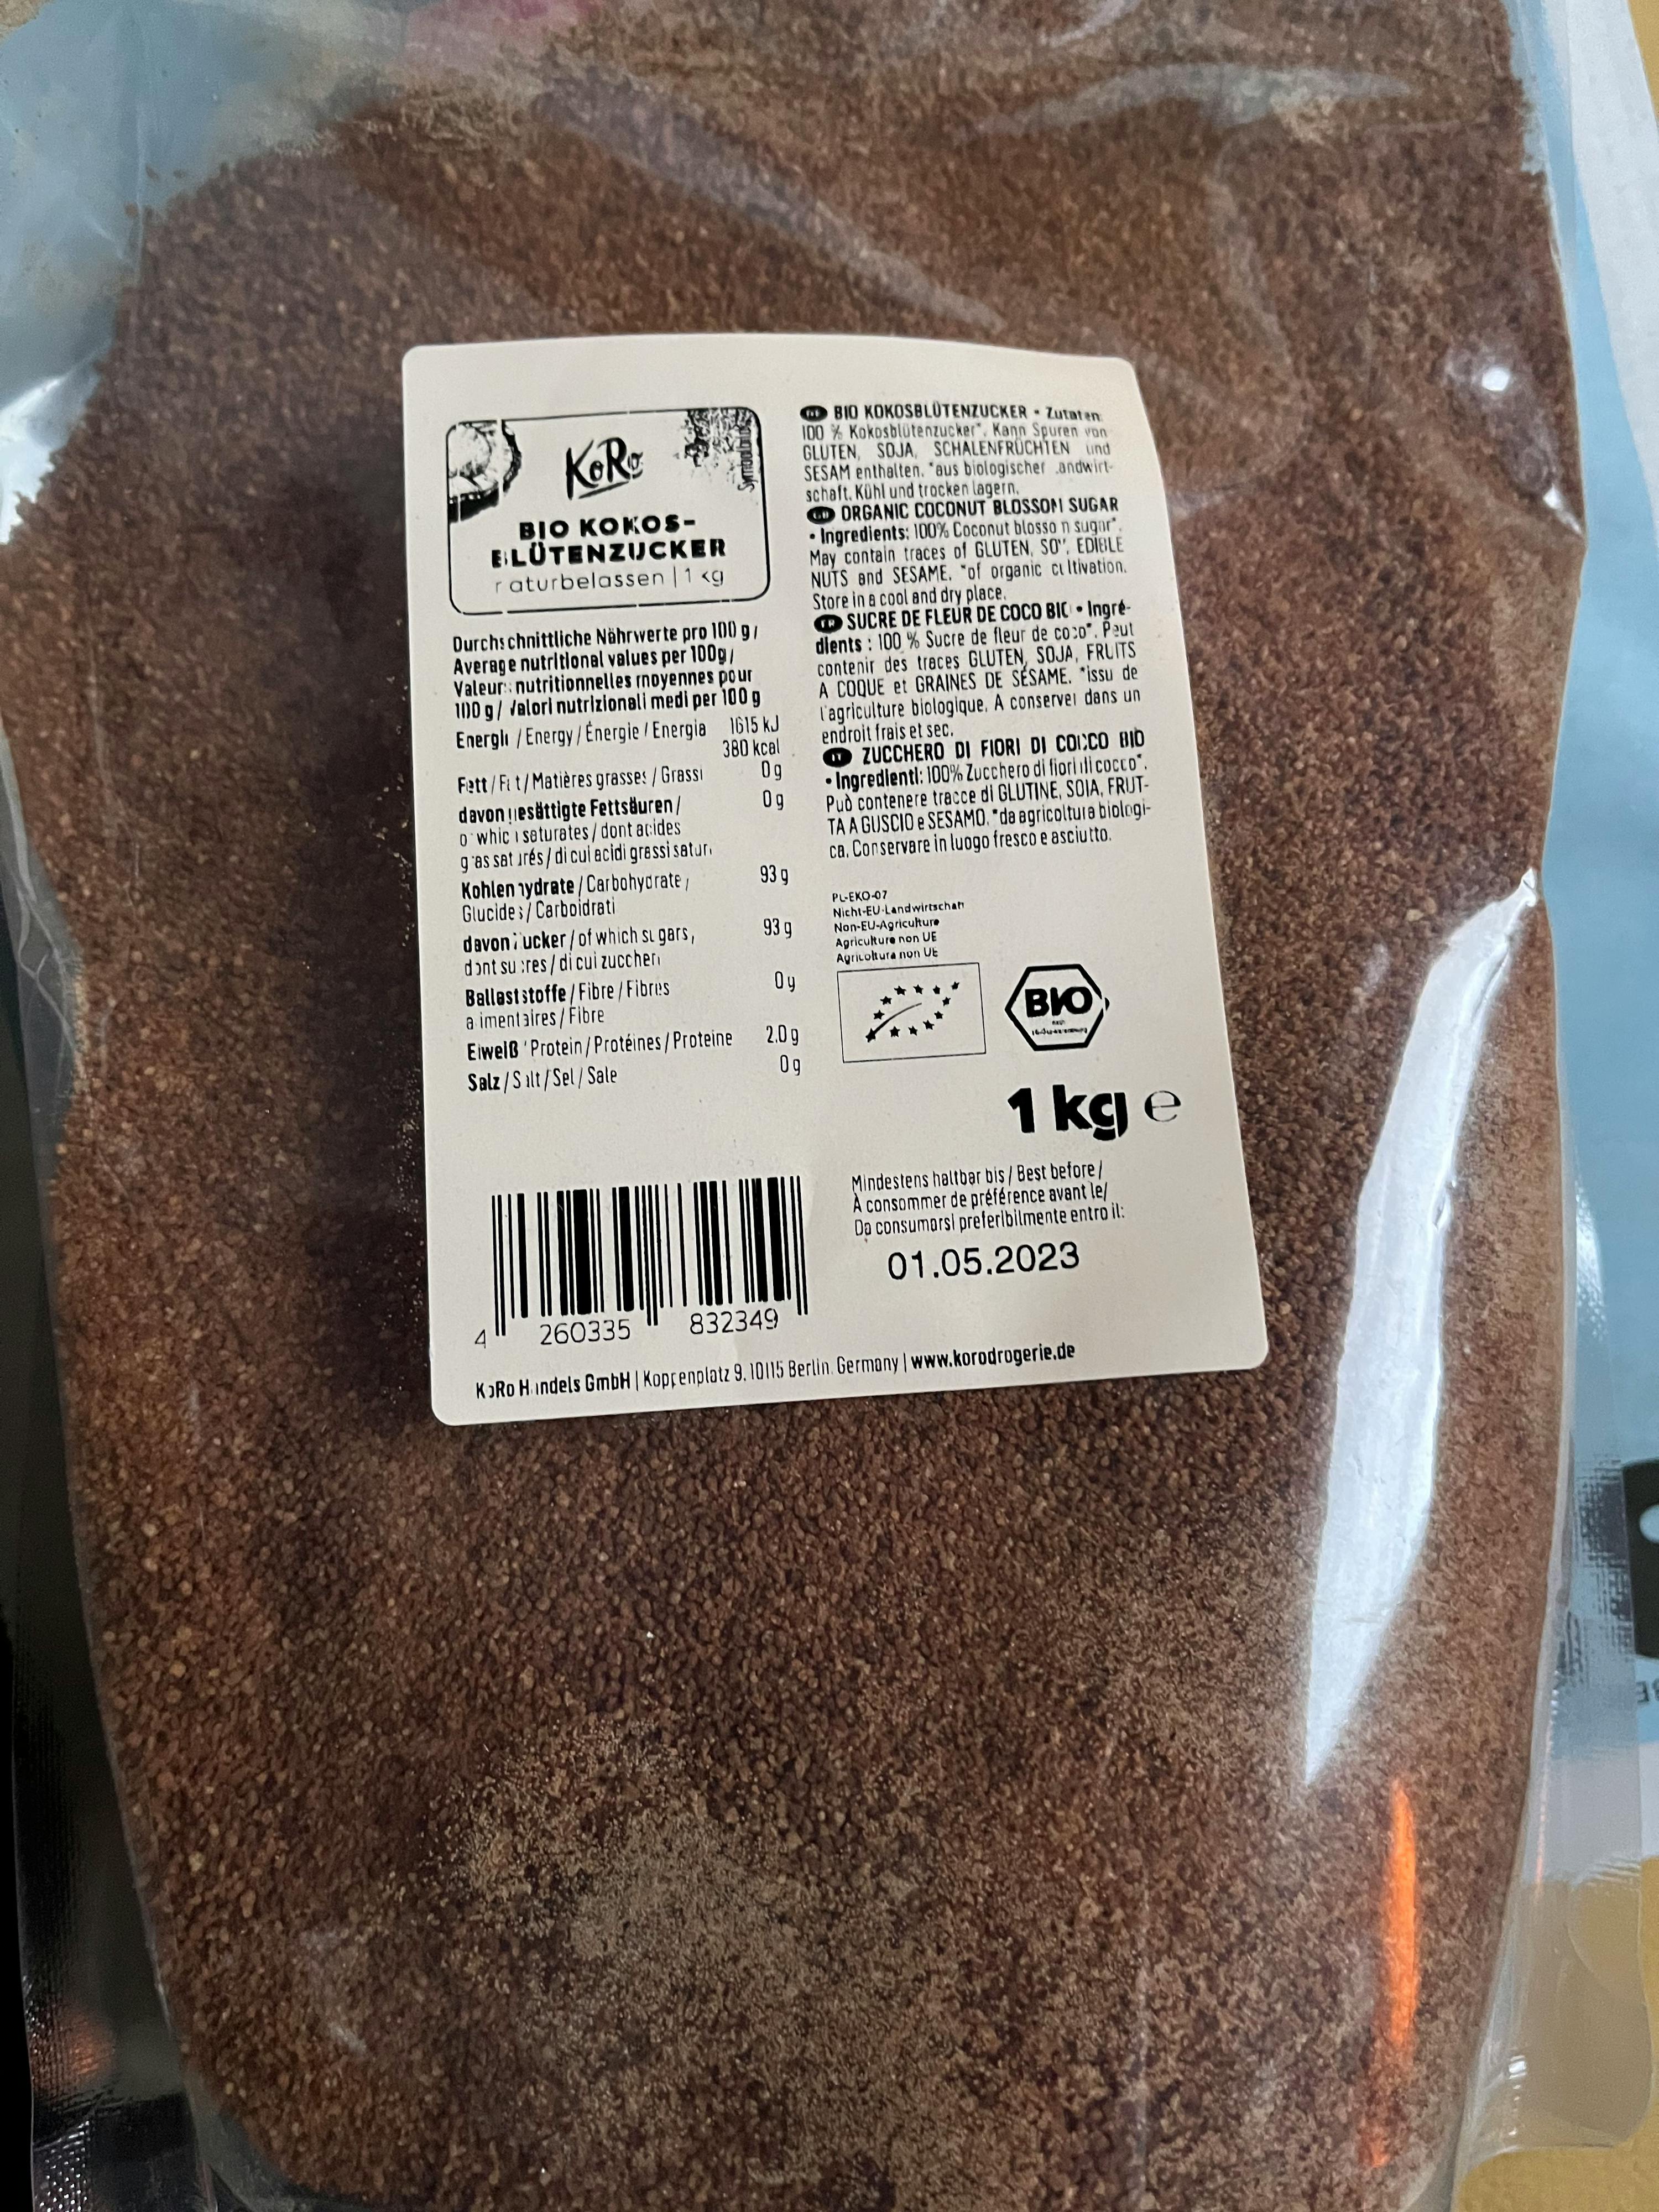 KoRo
Symbolbild
BIO KOKOS-
BLÜTENZUCKER
naturbelassen | 1 kg
Durchschnittliche Nährwerte pro 100 g /
Average nutritional values per 100g /
Valeurs nutritionnelles moyennes pour
100 g / Valori nutrizionali medi per 100 g
Energie / Energy / Énergie / Energia 1615 kJ
380 kcal
Fett / Fat / Matières grasses / Grassi 0 g
davon gesättigte Fettsäuren / 0 g
of which saturates / dont acides
gras saturés / di cui acidi grassi saturi
Kohlenhydrate / Carbohydrate / 93 g
Glucides / Carboidrati
davon Zucker / of which sugars, 93 g
dont sucres / di cui zuccheri
Ballaststoffe / Fibre / Fibres 0 g
alimentaires / Fibre
Eiweiß / Protein / Protéines / Proteine 2.0 g
Salz / Salt / Sel / Sale 0 g
4 260335 832349
DE BIO KOKOSBLÜTENZUCKER • Zutaten:
100 % Kokosblütenzucker*. Kann Spuren von
GLUTEN, SOJA, SCHALENFRÜCHTEN und
SESAM enthalten. *aus biologischer Landwirt-
schaft. Kühl und trocken lagern.
GB ORGANIC COCONUT BLOSSOM SUGAR
• Ingredients: 100% Coconut blossom sugar*.
May contain traces of GLUTEN, SOY, EDIBLE
NUTS and SESAME. *of organic cultivation.
Store in a cool and dry place.
FR SUCRE DE FLEUR DE COCO BIO • Ingré-
dients : 100 % Sucre de fleur de coco*. Peut
contenir des traces GLUTEN, SOJA, FRUITS
A COQUE et GRAINES DE SÉSAME. *issu de
l'agriculture biologique. A conserver dans un
endroit frais et sec.
IT ZUCCHERO DI FIORI DI COCCO BIO
• Ingredienti: 100% Zucchero di fiori di cocco*.
Può contenere tracce di GLUTINE, SOIA, FRUT-
TA A GUSCIO e SESAMO. *da agricoltura biologi-
ca. Conservare in luogo fresco e asciutto.
PL-EKO-07
Nicht-EU-Landwirtschaft
Non-EU-Agriculture
Agriculture non UE
Agricoltura non UE
BIO
1 kg e
Mindestens haltbar bis / Best before /
À consommer de préférence avant le/
Da consumarsi preferibilmente entro il:
01.05.2023
KoRo Handels GmbH | Koppenplatz 9, 10115 Berlin, Germany | www.korodrogerie.de